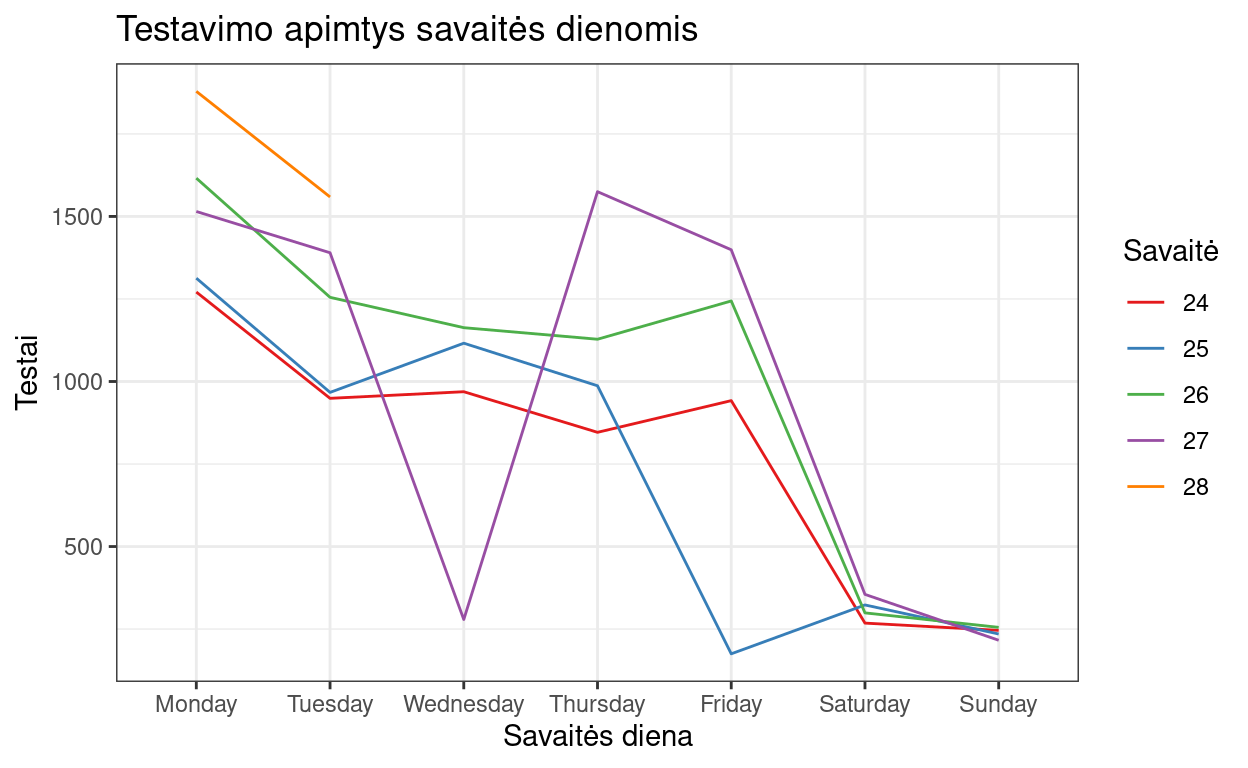 Testavimo apimtys savaitės dienomis
Testai
1500
1000
500
Monday Tuesday Wednesday Thursday Friday Saturday Sunday
Savaitės diena
Savaitė
24
25
26
27
28